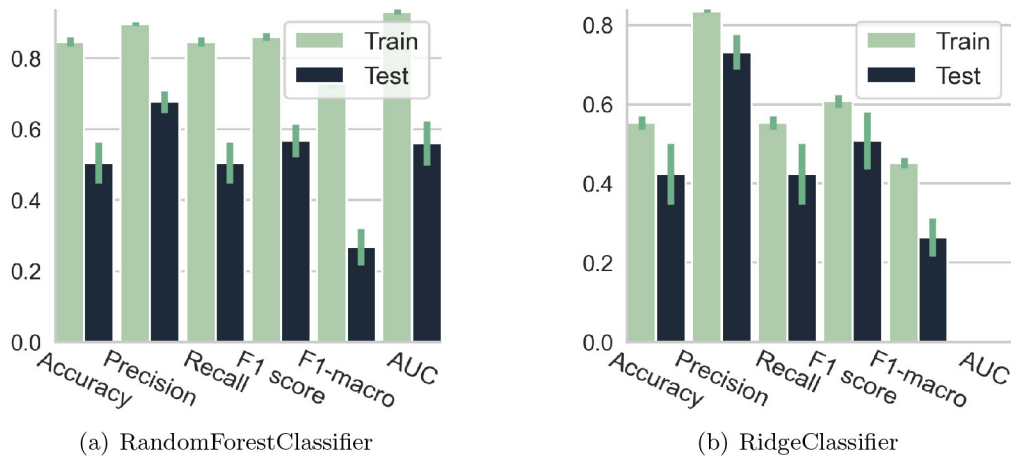 0.8
0.6
0.4
0.2
0.0
Train
Test
Accuracy
Precision
Recall
F1 score
F1-macro
AUC
(a) RandomForestClassifier
0.8
0.6
0.4
0.2
0.0
Train
Test
Accuracy
Precision
Recall
F1 score
F1-macro
AUC
(b) RidgeClassifier